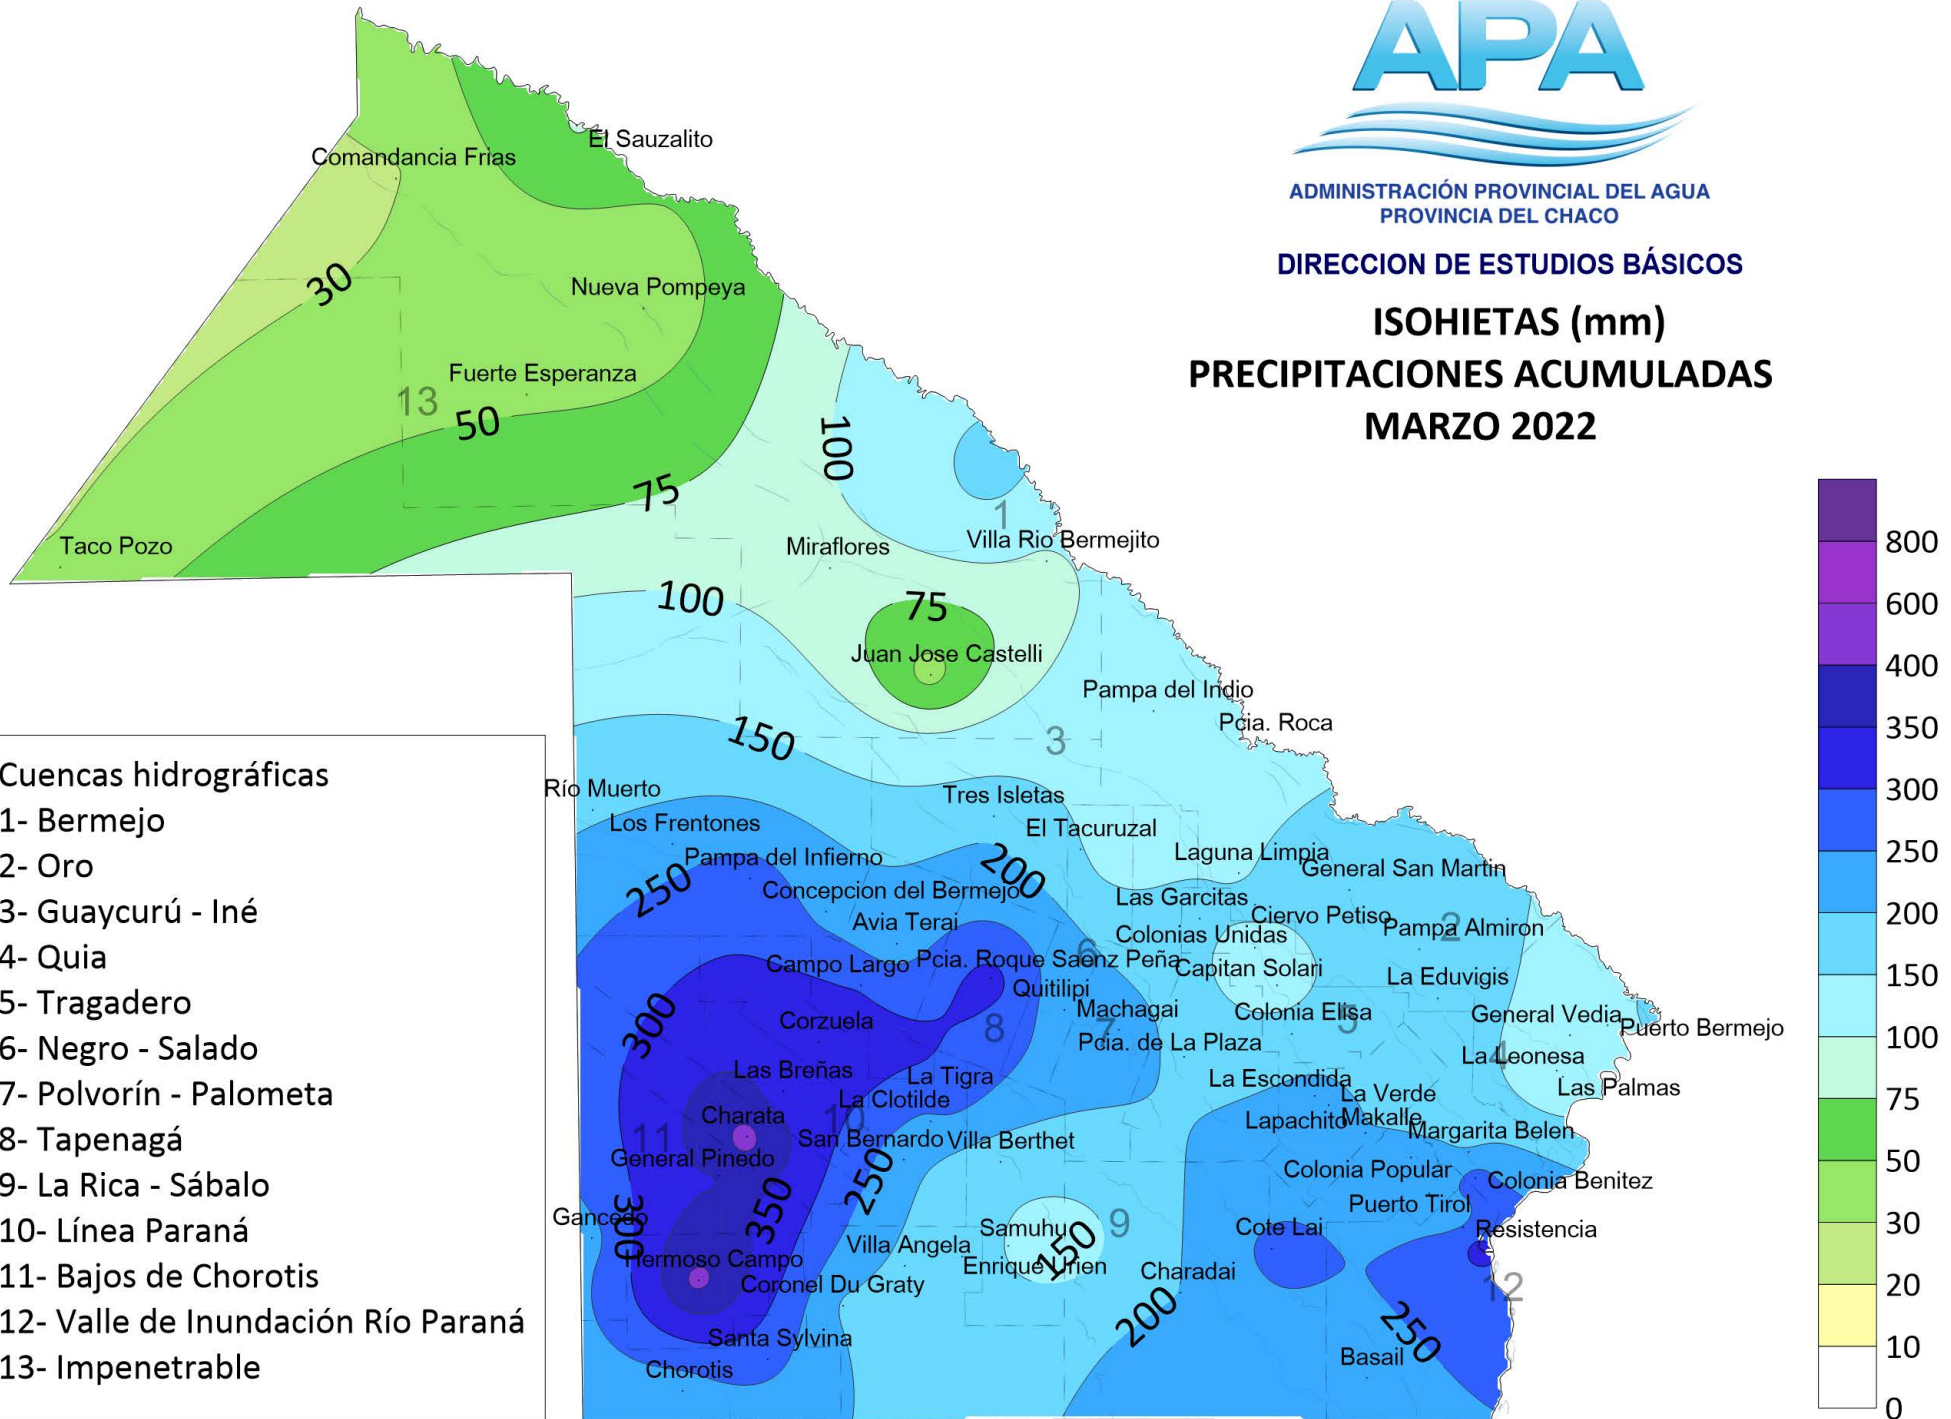 APA
ADMINISTRACIÓN PROVINCIAL DEL AGUA
PROVINCIA DEL CHACO
DIRECCION DE ESTUDIOS BÁSICOS
ISOHIETAS (mm)
PRECIPITACIONES ACUMULADAS
MARZO 2022
El Sauzalito
Comandancia Frias
30
Nueva Pompeya
Fuerte Esperanza
13
50
100
75
1
Taco Pozo
Miraflores
Villa Rio Bermejito
100
75
Juan Jose Castelli
Pampa del Indio
Pcia. Roca
150
3
Río Muerto
Tres Isletas
Los Frentones
El Tacuruzal
Pampa del Infierno
Laguna Limpia
General San Martin
250
200
Concepcion del Bermejo
Las Garcitas
Avia Terai
Ciervo Petiso
Pampa Almiron
2
Colonias Unidas
6
Campo Largo
Pcia. Roque Saenz Peña
Capitan Solari
La Eduvigis
Quitilipi
300
Corzuela
8
Machagai
7
Colonia Elisa
5
General Vedia
Puerto Bermejo
Pcia. de La Plaza
La Leonesa
4
Las Breñas
La Tigra
La Escondida
La Verde
Las Palmas
La Clotilde
Charata
10
Lapachito
Makalle
Margarita Belen
11
San Bernardo
Villa Berthet
General Pinedo
Colonia Popular
Colonia Benitez
250
350
Puerto Tirol
Gancedo
300
Samuhu
9
Cote Lai
Resistencia
Villa Angela
150
Hermoso Campo
Enrique Urien
Charadai
12
Coronel Du Graty
200
250
Santa Sylvina
Basail
Chorotis
Cuencas hidrográficas
1- Bermejo
2- Oro
3- Guaycurú - Iné
4- Quia
5- Tragadero
6- Negro - Salado
7- Polvorín - Palometa
8- Tapenagá
9- La Rica - Sábalo
10- Línea Paraná
11- Bajos de Chorotis
12- Valle de Inundación Río Paraná
13- Impenetrable
800
600
400
350
300
250
200
150
100
75
50
30
20
10
0